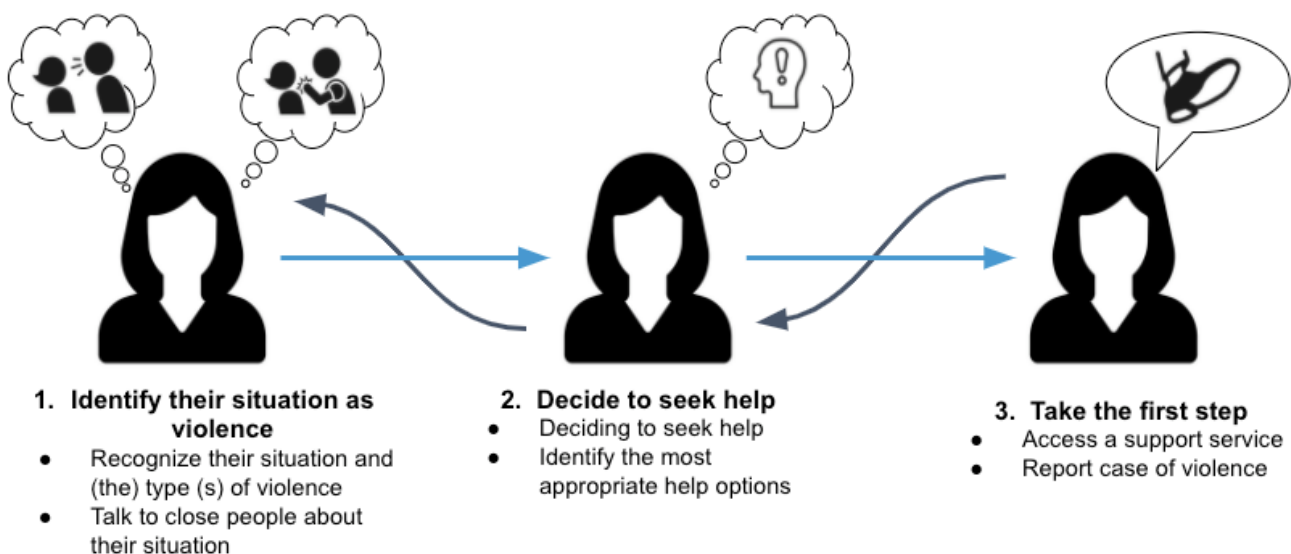 1. Identify their situation as
violence
● Recognize their situation and
(the) type (s) of violence
● Talk to close people about
their situation
2. Decide to seek help
● Deciding to seek help
● Identify the most
appropriate help options
3. Take the first step
● Access a support service
● Report case of violence